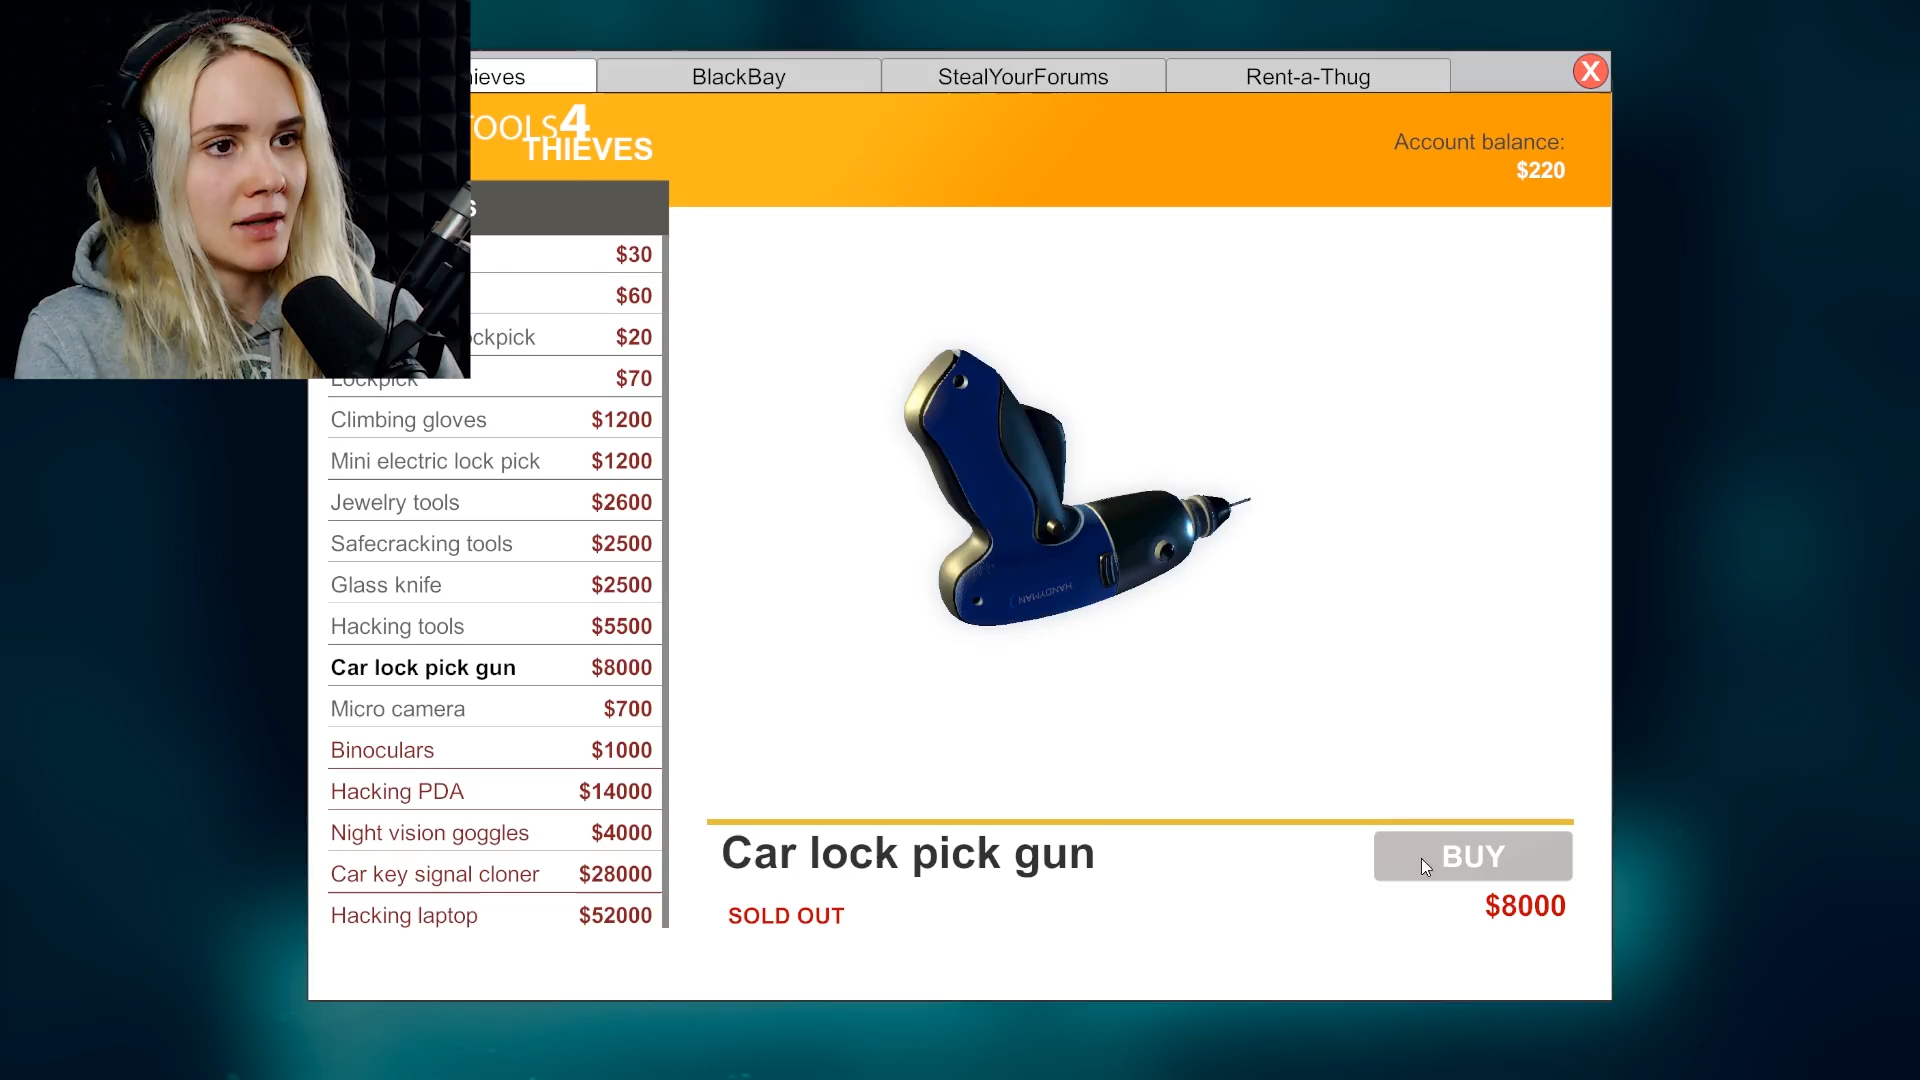 BlackBay
StealYourForums
Rent-a-Thug
X
TOOLS4
THIEVES
Account balance:
$220
$30
$60
$20
Lockpick $70
Climbing gloves $1200
Mini electric lock pick $1200
Jewelry tools $2600
Safecracking tools $2500
Glass knife $2500
Hacking tools $5500
Car lock pick gun $8000
Micro camera $700
Binoculars $1000
Hacking PDA $14000
Night vision goggles $4000
Car key signal cloner $28000
Hacking laptop $52000
HANDYMAN
Car lock pick gun
BUY
SOLD OUT
$8000